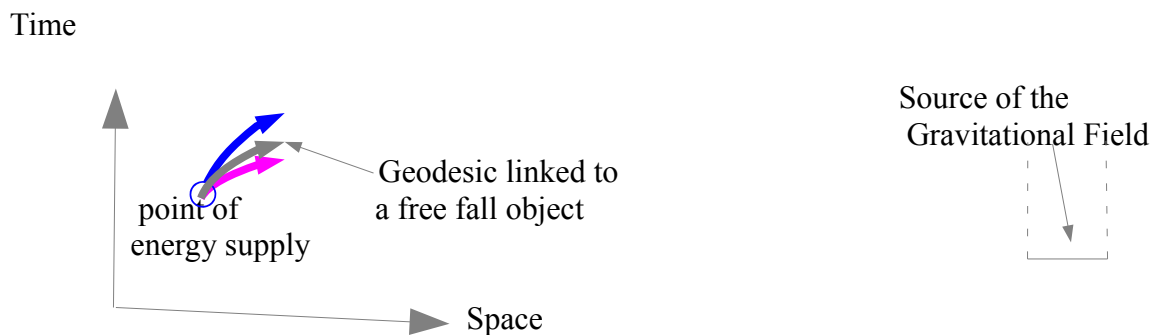 Time
Source of the
Gravitational Field
Geodesic linked to
a free fall object
point of
energy supply
Space